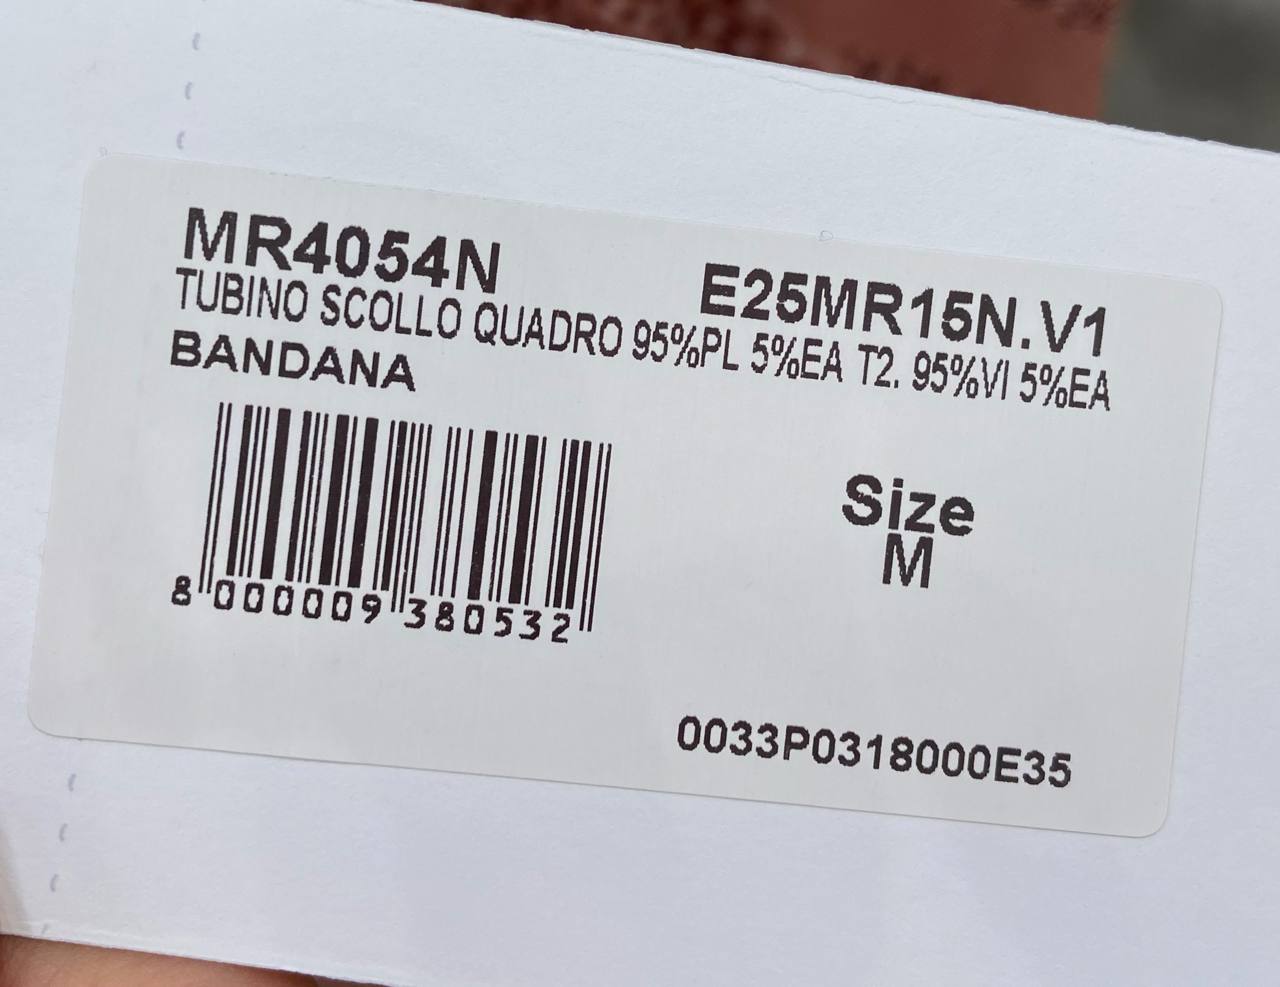 MR4054N E25MR15N.V1
TUBINO SCOLLO QUADRO 95%PL 5%EA T2. 95%VI 5%EA
BANDANA
Size
M
8 000009 380532
0033P0318000E35